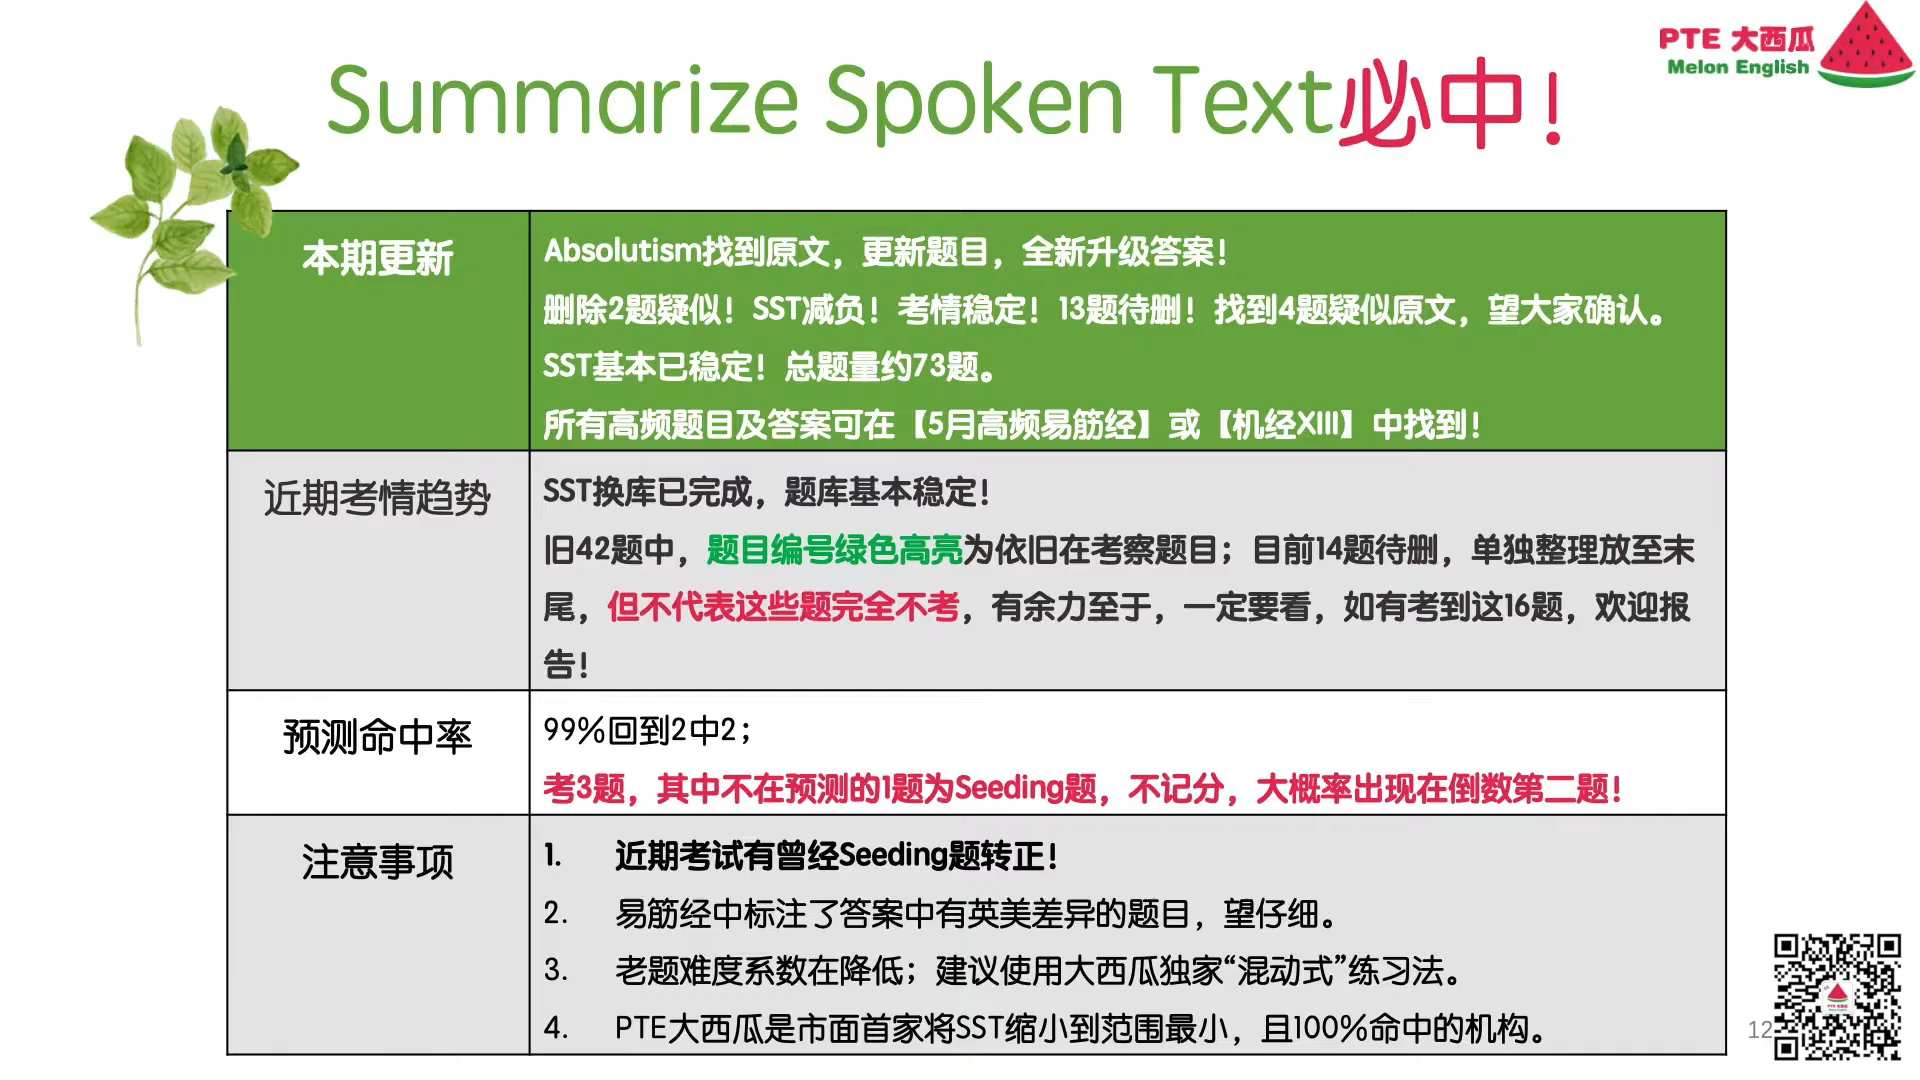 PTE 大西瓜
Melon English
Summarize Spoken Text必中！
本期更新
Absolutism找到原文，更新题目，全新升级答案！
删除2题疑似！SST减负！考情稳定！13题待删！找到4题疑似原文，望大家确认。
SST基本已稳定！总题量约73题。
所有高频题目及答案可在【5月高频易筋经】或【机经XIII】中找到！
近期考情趋势
SST换库已完成，题库基本稳定！
旧42题中，题目编号绿色高亮为依旧在考察题目；目前14题待删，单独整理放至末
尾，但不代表这些题完全不考，有余力至于，一定要看，如有考到这16题，欢迎报
告！
预测命中率
99%回到2中2；
考3题，其中不在预测的1题为Seeding题，不记分，大概率出现在倒数第二题！
注意事项
1. 近期考试有曾经Seeding题转正！
2. 易筋经中标注了答案中有英美差异的题目，望仔细。
3. 老题难度系数在降低；建议使用大西瓜独家“混动式”练习法。
4. PTE大西瓜是市面首家将SST缩小到范围最小，且100%命中的机构。
12